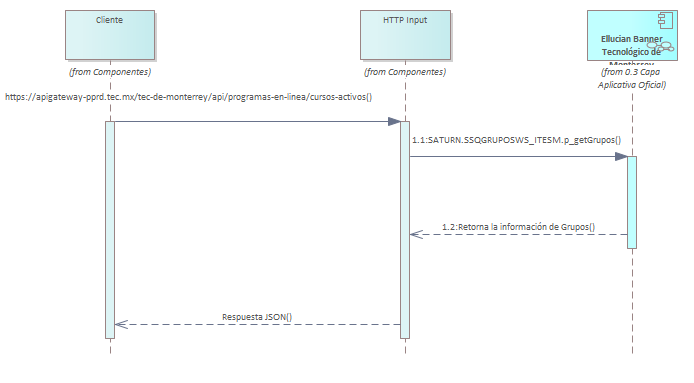 Cliente
(from Componentes)
HTTP Input
(from Componentes)
Ellucian Banner
Tecnológico de
Monterrey
(from 0.3 Capa
Aplicativa Oficial)
https://apigateway-pprd.tec.mx/tec-de-monterrey/api/programas-en-linea/cursos-activos()
1.1:SATURN.SSQGRUPOSWS_ITESM.p_getGrupos()
1.2:Retorna la información de Grupos()
Respuesta JSON()